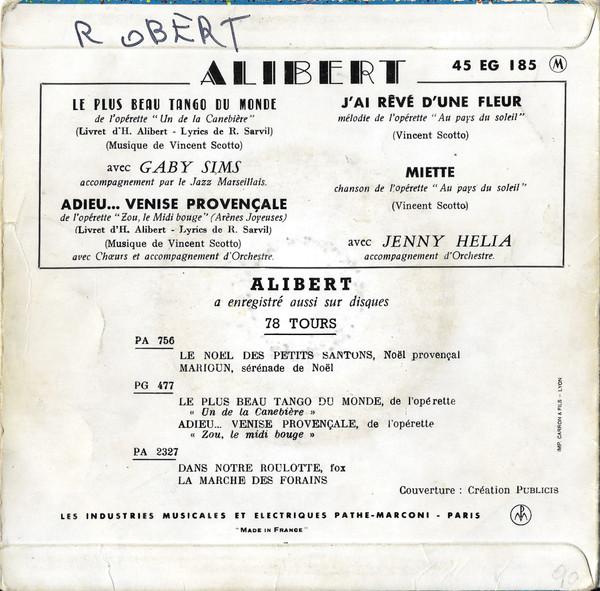 ROBÈRT
ALIBERT
45 EG 185 M
LE PLUS BEAU TANGO DU MONDE
de l'opérette "Un de la Canebière"
(Livret d'H. Alibert - Lyrics de R. Sarvil)
(Musique de Vincent Scotto)
avec GABY SIMS
accompagnement par le Jazz Marseillais.
ADIEU... VENISE PROVENÇALE
de l'opérette "Zou, le Midi bouge" (Arènes Joyeuses)
(Livret d'H. Alibert - Lyrics de R. Sarvil)
(Musique de Vincent Scotto)
avec Chœurs et accompagnement d'Orchestre.
J'AI RÊVÉ D'UNE FLEUR
mélodie de l'opérette "Au pays du soleil"
(Vincent Scotto)
MIETTE
chanson de l'opérette "Au pays du soleil"
(Vincent Scotto)
avec JENNY HELIA
accompagnement d'Orchestre.
ALIBERT
a enregistré aussi sur disques
78 TOURS
PA 756
LE NOEL DES PETITS SANTONS, Noël provençal
MARIOUN, sérénade de Noël
PG 477
LE PLUS BEAU TANGO DU MONDE, de l'opérette
« Un de la Canebière »
ADIEU... VENISE PROVENÇALE, de l'opérette
« Zou, le midi bouge »
PA 2327
DANS NOTRE ROULOTTE, fox
LA MARCHE DES FORAINS
IMP. CARRON & FILS - LYON
Couverture : Création PUBLICIS
LES INDUSTRIES MUSICALES ET ELECTRIQUES PATHE-MARCONI - PARIS
"MADE IN FRANCE"
90